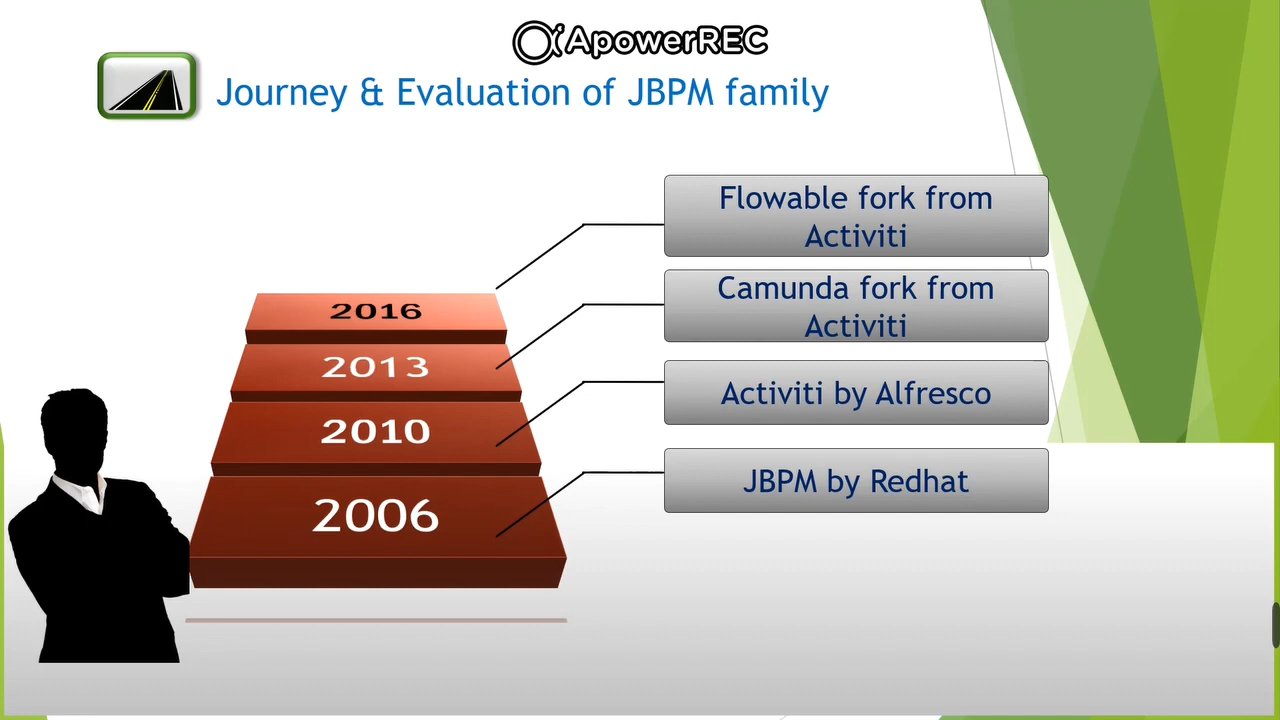 ApowerREC
Journey & Evaluation of JBPM family
Flowable fork from
Activiti
2016
Camunda fork from
Activiti
2013
Activiti by Alfresco
2010
JBPM by Redhat
2006